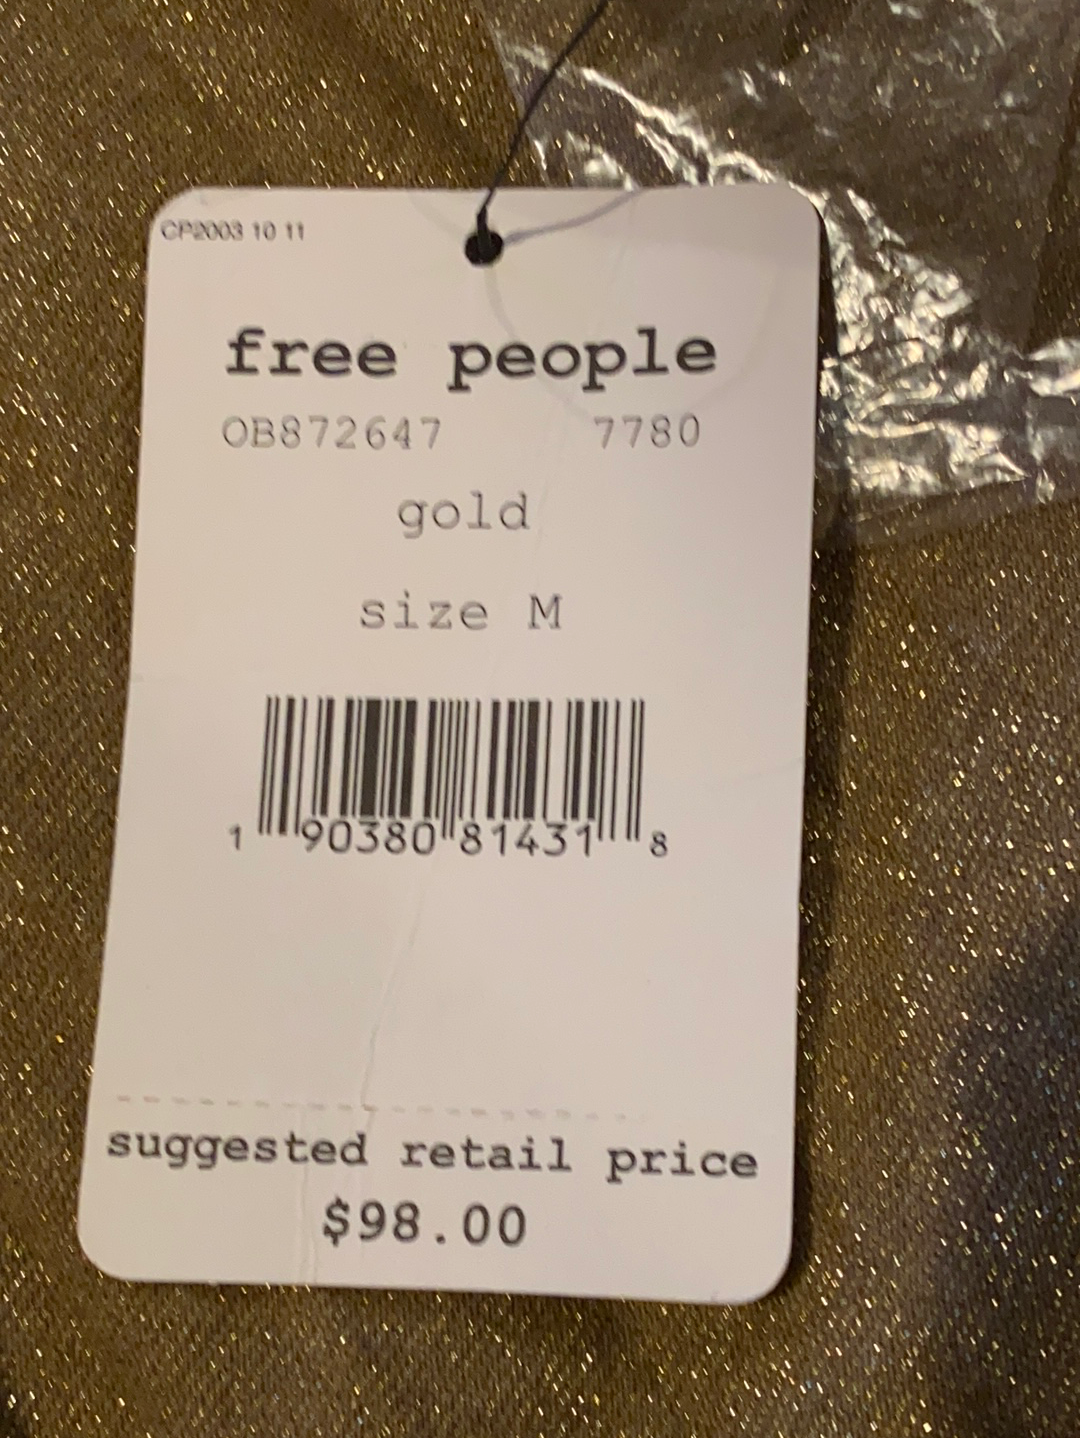 CP2003 10 11
free people
OB872647 7780
gold
size M
1 90380 81431 8
suggested retail price
$98.00